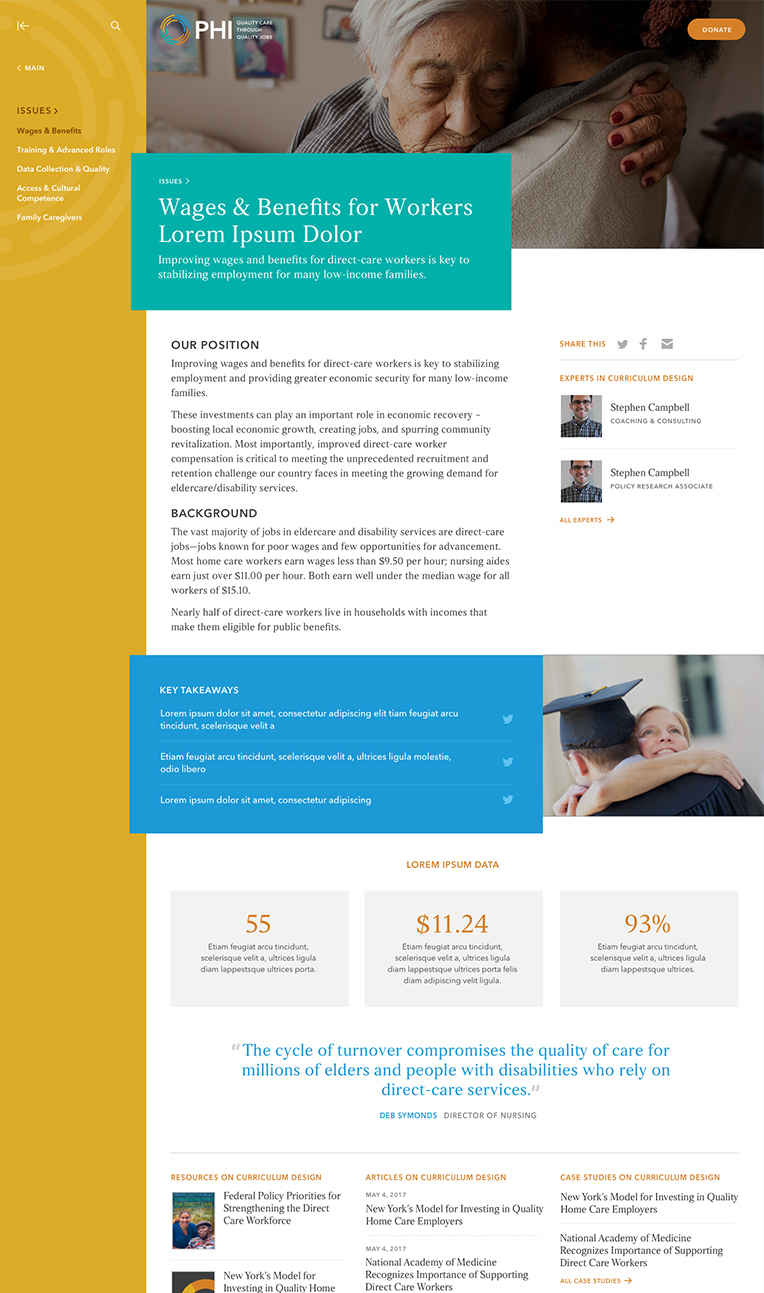 MAIN
ISSUES
Wages & Benefits
Training & Advanced Roles
Data Collection & Quality
Access & Cultural
Competence
Family Caregivers
PHI
QUALITY CARE
THROUGH
QUALITY JOBS
DONATE
ISSUES
Wages & Benefits for Workers
Lorem Ipsum Dolor
Improving wages and benefits for direct-care workers is key to
stabilizing employment for many low-income families.
OUR POSITION
Improving wages and benefits for direct-care workers is key to stabilizing
employment and providing greater economic security for many low-income
families.
These investments can play an important role in economic recovery –
boosting local economic growth, creating jobs, and spurring community
revitalization. Most importantly, improved direct-care worker
compensation is critical to meeting the unprecedented recruitment and
retention challenge our country faces in meeting the growing demand for
eldercare/disability services.
BACKGROUND
The vast majority of jobs in eldercare and disability services are direct-care
jobs—jobs known for poor wages and few opportunities for advancement.
Most home care workers earn wages less than $9.50 per hour; nursing aides
earn just over $11.00 per hour. Both earn well under the median wage for all
workers of $15.10.
Nearly half of direct-care workers live in households with incomes that
make them eligible for public benefits.
SHARE THIS
EXPERTS IN CURRICULUM DESIGN
Stephen Campbell
COACHING & CONSULTING
Stephen Campbell
POLICY RESEARCH ASSOCIATE
ALL EXPERTS
KEY TAKEAWAYS
Lorem ipsum dolor sit amet, consectetur adipiscing elit tiam feugiat arcu
tincidunt, scelerisque velit a
Etiam feugiat arcu tincidunt, scelerisque velit a, ultrices ligula molestie,
odio libero
Lorem ipsum dolor sit amet, consectetur adipiscing
LOREM IPSUM DATA
55
Etiam feugiat arcu tincidunt,
scelerisque velit a, ultrices ligula
diam lappestsque ultrices porta.
$11.24
Etiam feugiat arcu tincidunt,
scelerisque velit a, ultrices ligula
diam lappestsque ultrices porta felis
diam adipiscing velit ligula.
93%
Etiam feugiat arcu tincidunt,
scelerisque velit a, ultrices ligula
diam lappestsque ultrices.
“The cycle of turnover compromises the quality of care for
millions of elders and people with disabilities who rely on
direct-care services.”
DEB SYMONDS DIRECTOR OF NURSING
RESOURCES ON CURRICULUM DESIGN
Federal Policy Priorities for
Strengthening the Direct
Care Workforce
New York’s Model for
Investing in Quality Home
ARTICLES ON CURRICULUM DESIGN
MAY 4, 2017
New York’s Model for Investing in Quality
Home Care Employers
MAY 4, 2017
National Academy of Medicine
Recognizes Importance of Supporting
Direct Care Workers
CASE STUDIES ON CURRICULUM DESIGN
New York’s Model for Investing in Quality
Home Care Employers
National Academy of Medicine
Recognizes Importance of Supporting
Direct Care Workers
ALL CASE STUDIES